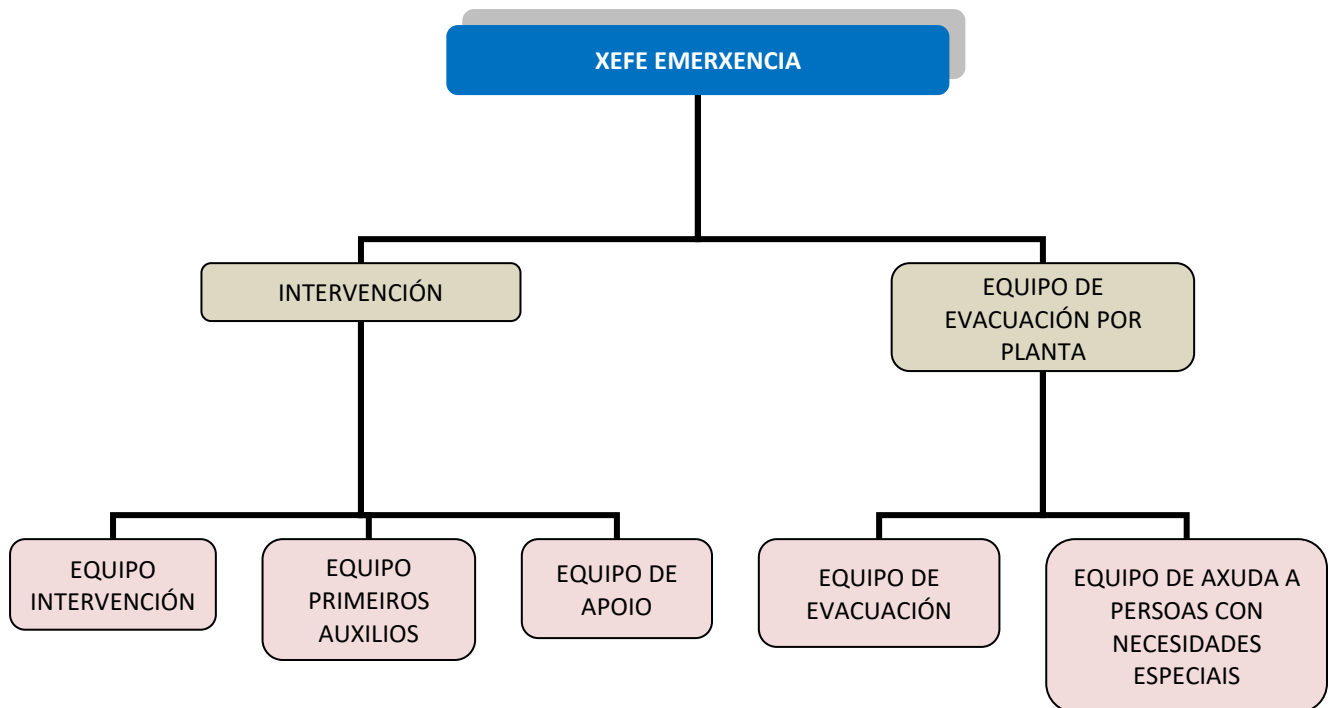 XEFE EMERXENCIA
INTERVENCIÓN
EQUIPO DE
EVACUACIÓN POR
PLANTA
EQUIPO
INTERVENCIÓN
EQUIPO
PRIMEIROS
AUXILIOS
EQUIPO DE
APOIO
EQUIPO DE
EVACUACIÓN
EQUIPO DE AXUDA A
PERSOAS CON
NECESIDADES
ESPECIAIS